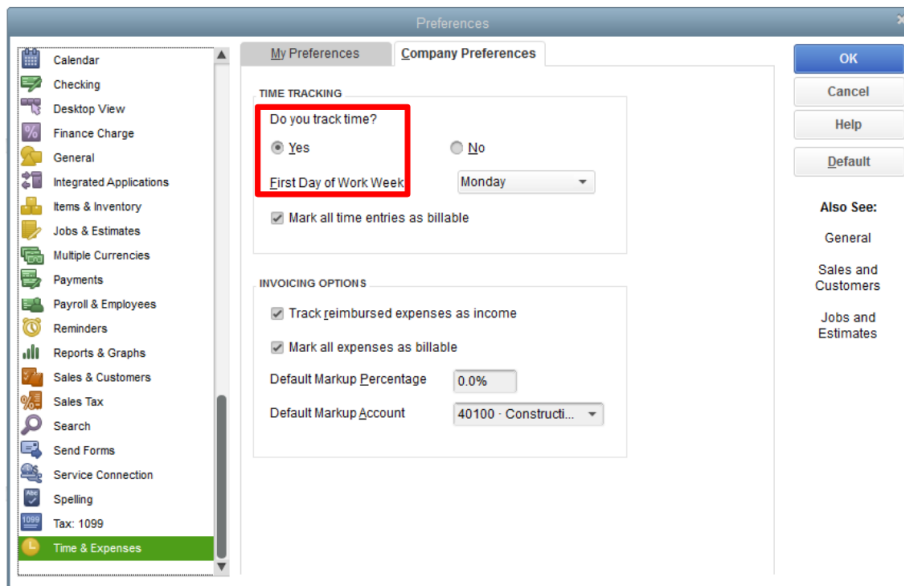 Preferences
Calendar
Checking
Desktop View
Finance Charge
General
Integrated Applications
Items & Inventory
Jobs & Estimates
Multiple Currencies
Payments
Payroll & Employees
Reminders
Reports & Graphs
Sales & Customers
Sales Tax
Search
Send Forms
Service Connection
Spelling
Tax: 1099
Time & Expenses
My Preferences
Company Preferences
TIME TRACKING
Do you track time?
Yes
No
First Day of Work Week
Monday
Mark all time entries as billable
INVOICING OPTIONS
Track reimbursed expenses as income
Mark all expenses as billable
Default Markup Percentage
0.0%
Default Markup Account
40100 · Constructi...
OK
Cancel
Help
Default
Also See:
General
Sales and
Customers
Jobs and
Estimates